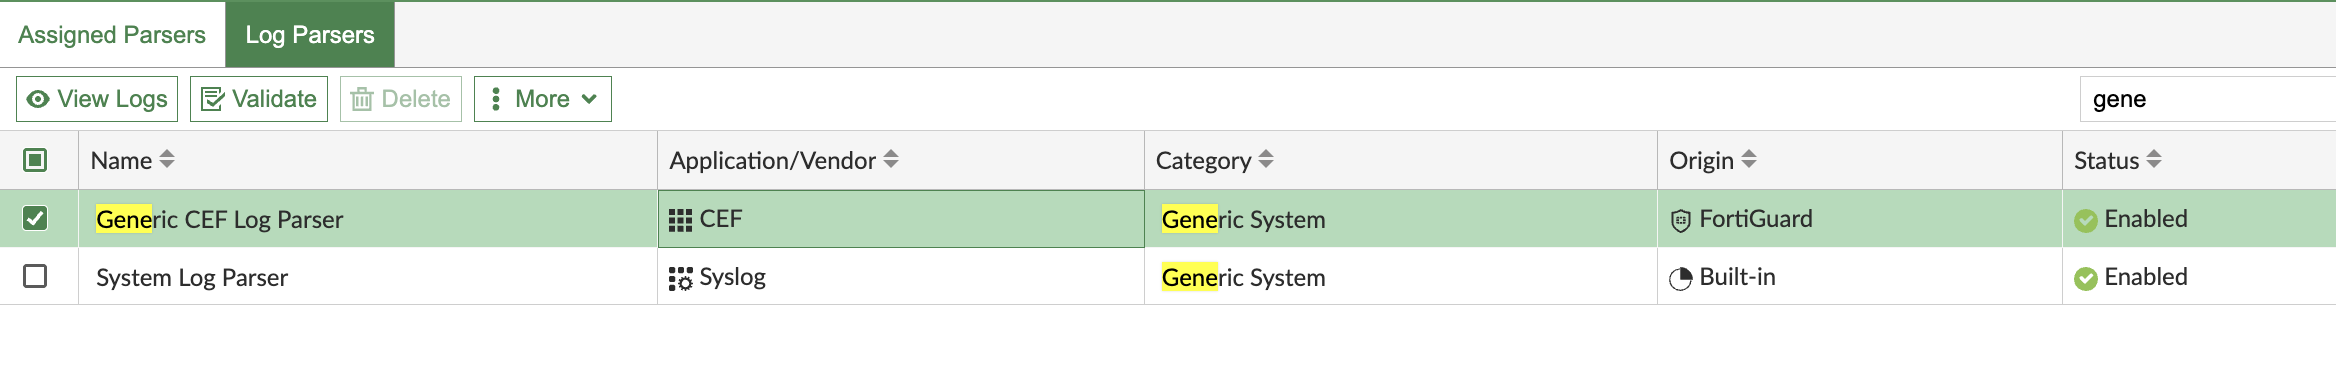 Assigned Parsers Log Parsers
View Logs Validate Delete More gene
Name Application/Vendor Category Origin Status
Generic CEF Log Parser CEF Generic System FortiGuard Enabled
System Log Parser Syslog Generic System Built-in Enabled